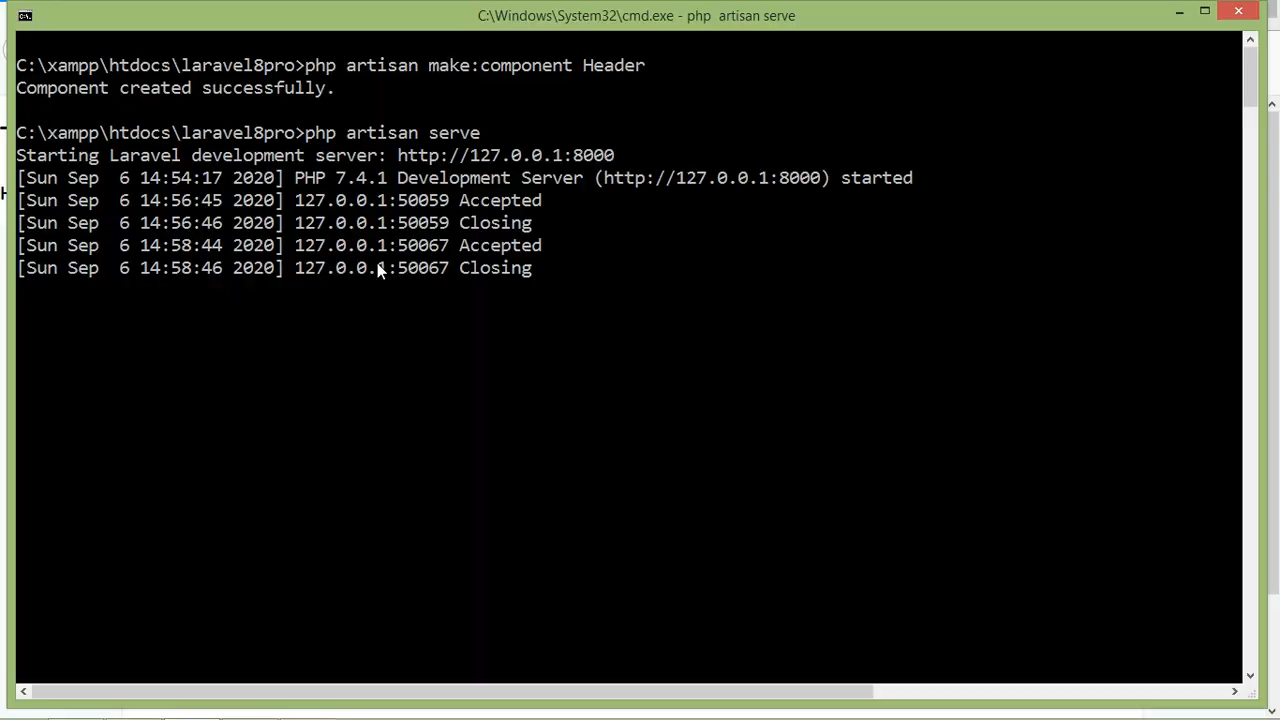 C:\Windows\System32\cmd.exe - php  artisan serve
C:\xampp\htdocs\laravel8pro>php artisan make:component Header
Component created successfully.
C:\xampp\htdocs\laravel8pro>php artisan serve
Starting Laravel development server: http://127.0.0.1:8000
[Sun Sep  6 14:54:17 2020] PHP 7.4.1 Development Server (http://127.0.0.1:8000) started
[Sun Sep  6 14:56:45 2020] 127.0.0.1:50059 Accepted
[Sun Sep  6 14:56:46 2020] 127.0.0.1:50059 Closing
[Sun Sep  6 14:58:44 2020] 127.0.0.1:50067 Accepted
[Sun Sep  6 14:58:46 2020] 127.0.0.1:50067 Closing